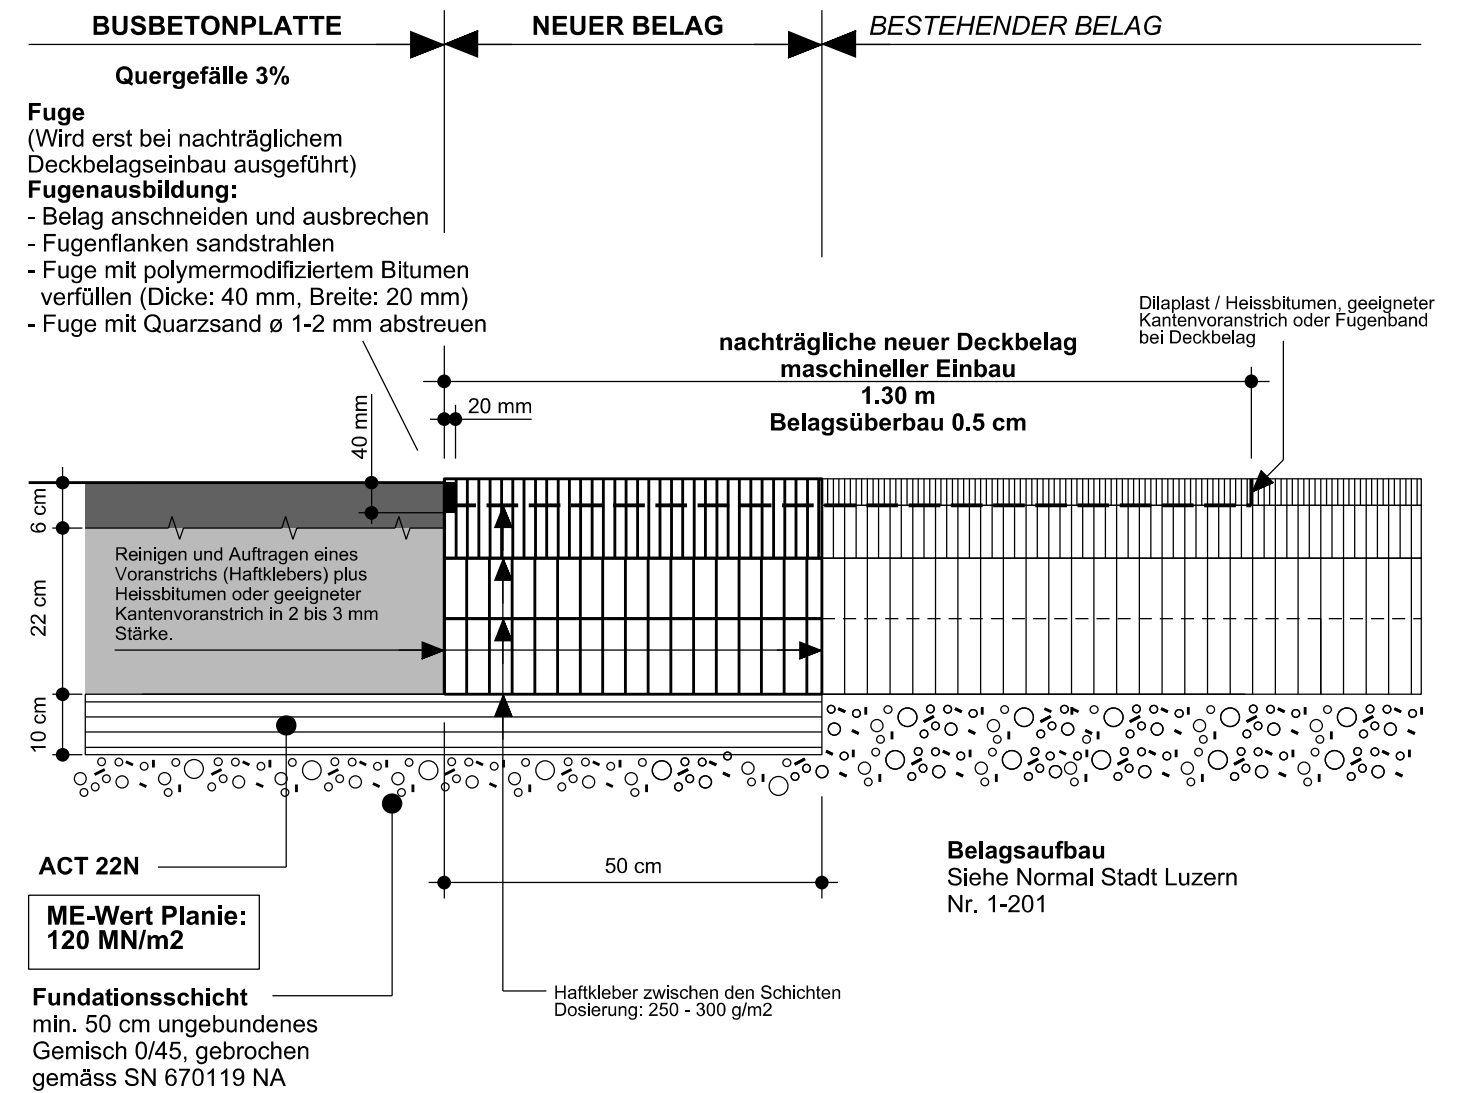 BUSBETONPLATTE
NEUER BELAG
BESTEHENDER BELAG
Quergefälle 3%
Fuge
(Wird erst bei nachträglichem
Deckbelagseinbau ausgeführt)
Fugenausbildung:
- Belag anschneiden und ausbrechen
- Fugenflanken sandstrahlen
- Fuge mit polymermodifiziertem Bitumen
verfüllen (Dicke: 40 mm, Breite: 20 mm)
- Fuge mit Quarzsand ø 1-2 mm abstreuen
Dilaplast / Heissbitumen, geeigneter
Kantenvoranstrich oder Fugenband
bei Deckbelag
nachträgliche neuer Deckbelag
maschineller Einbau
1.30 m
Belagsüberbau 0.5 cm
20 mm
40 mm
6 cm
22 cm
10 cm
Reinigen und Auftragen eines
Voranstrichs (Haftklebers) plus
Heissbitumen oder geeigneter
Kantenvoranstrich in 2 bis 3 mm
Stärke.
50 cm
ACT 22N
ME-Wert Planie:
120 MN/m2
Fundationsschicht
min. 50 cm ungebundenes
Gemisch 0/45, gebrochen
gemäss SN 670119 NA
Haftkleber zwischen den Schichten
Dosierung: 250 - 300 g/m2
Belagsaufbau
Siehe Normal Stadt Luzern
Nr. 1-201